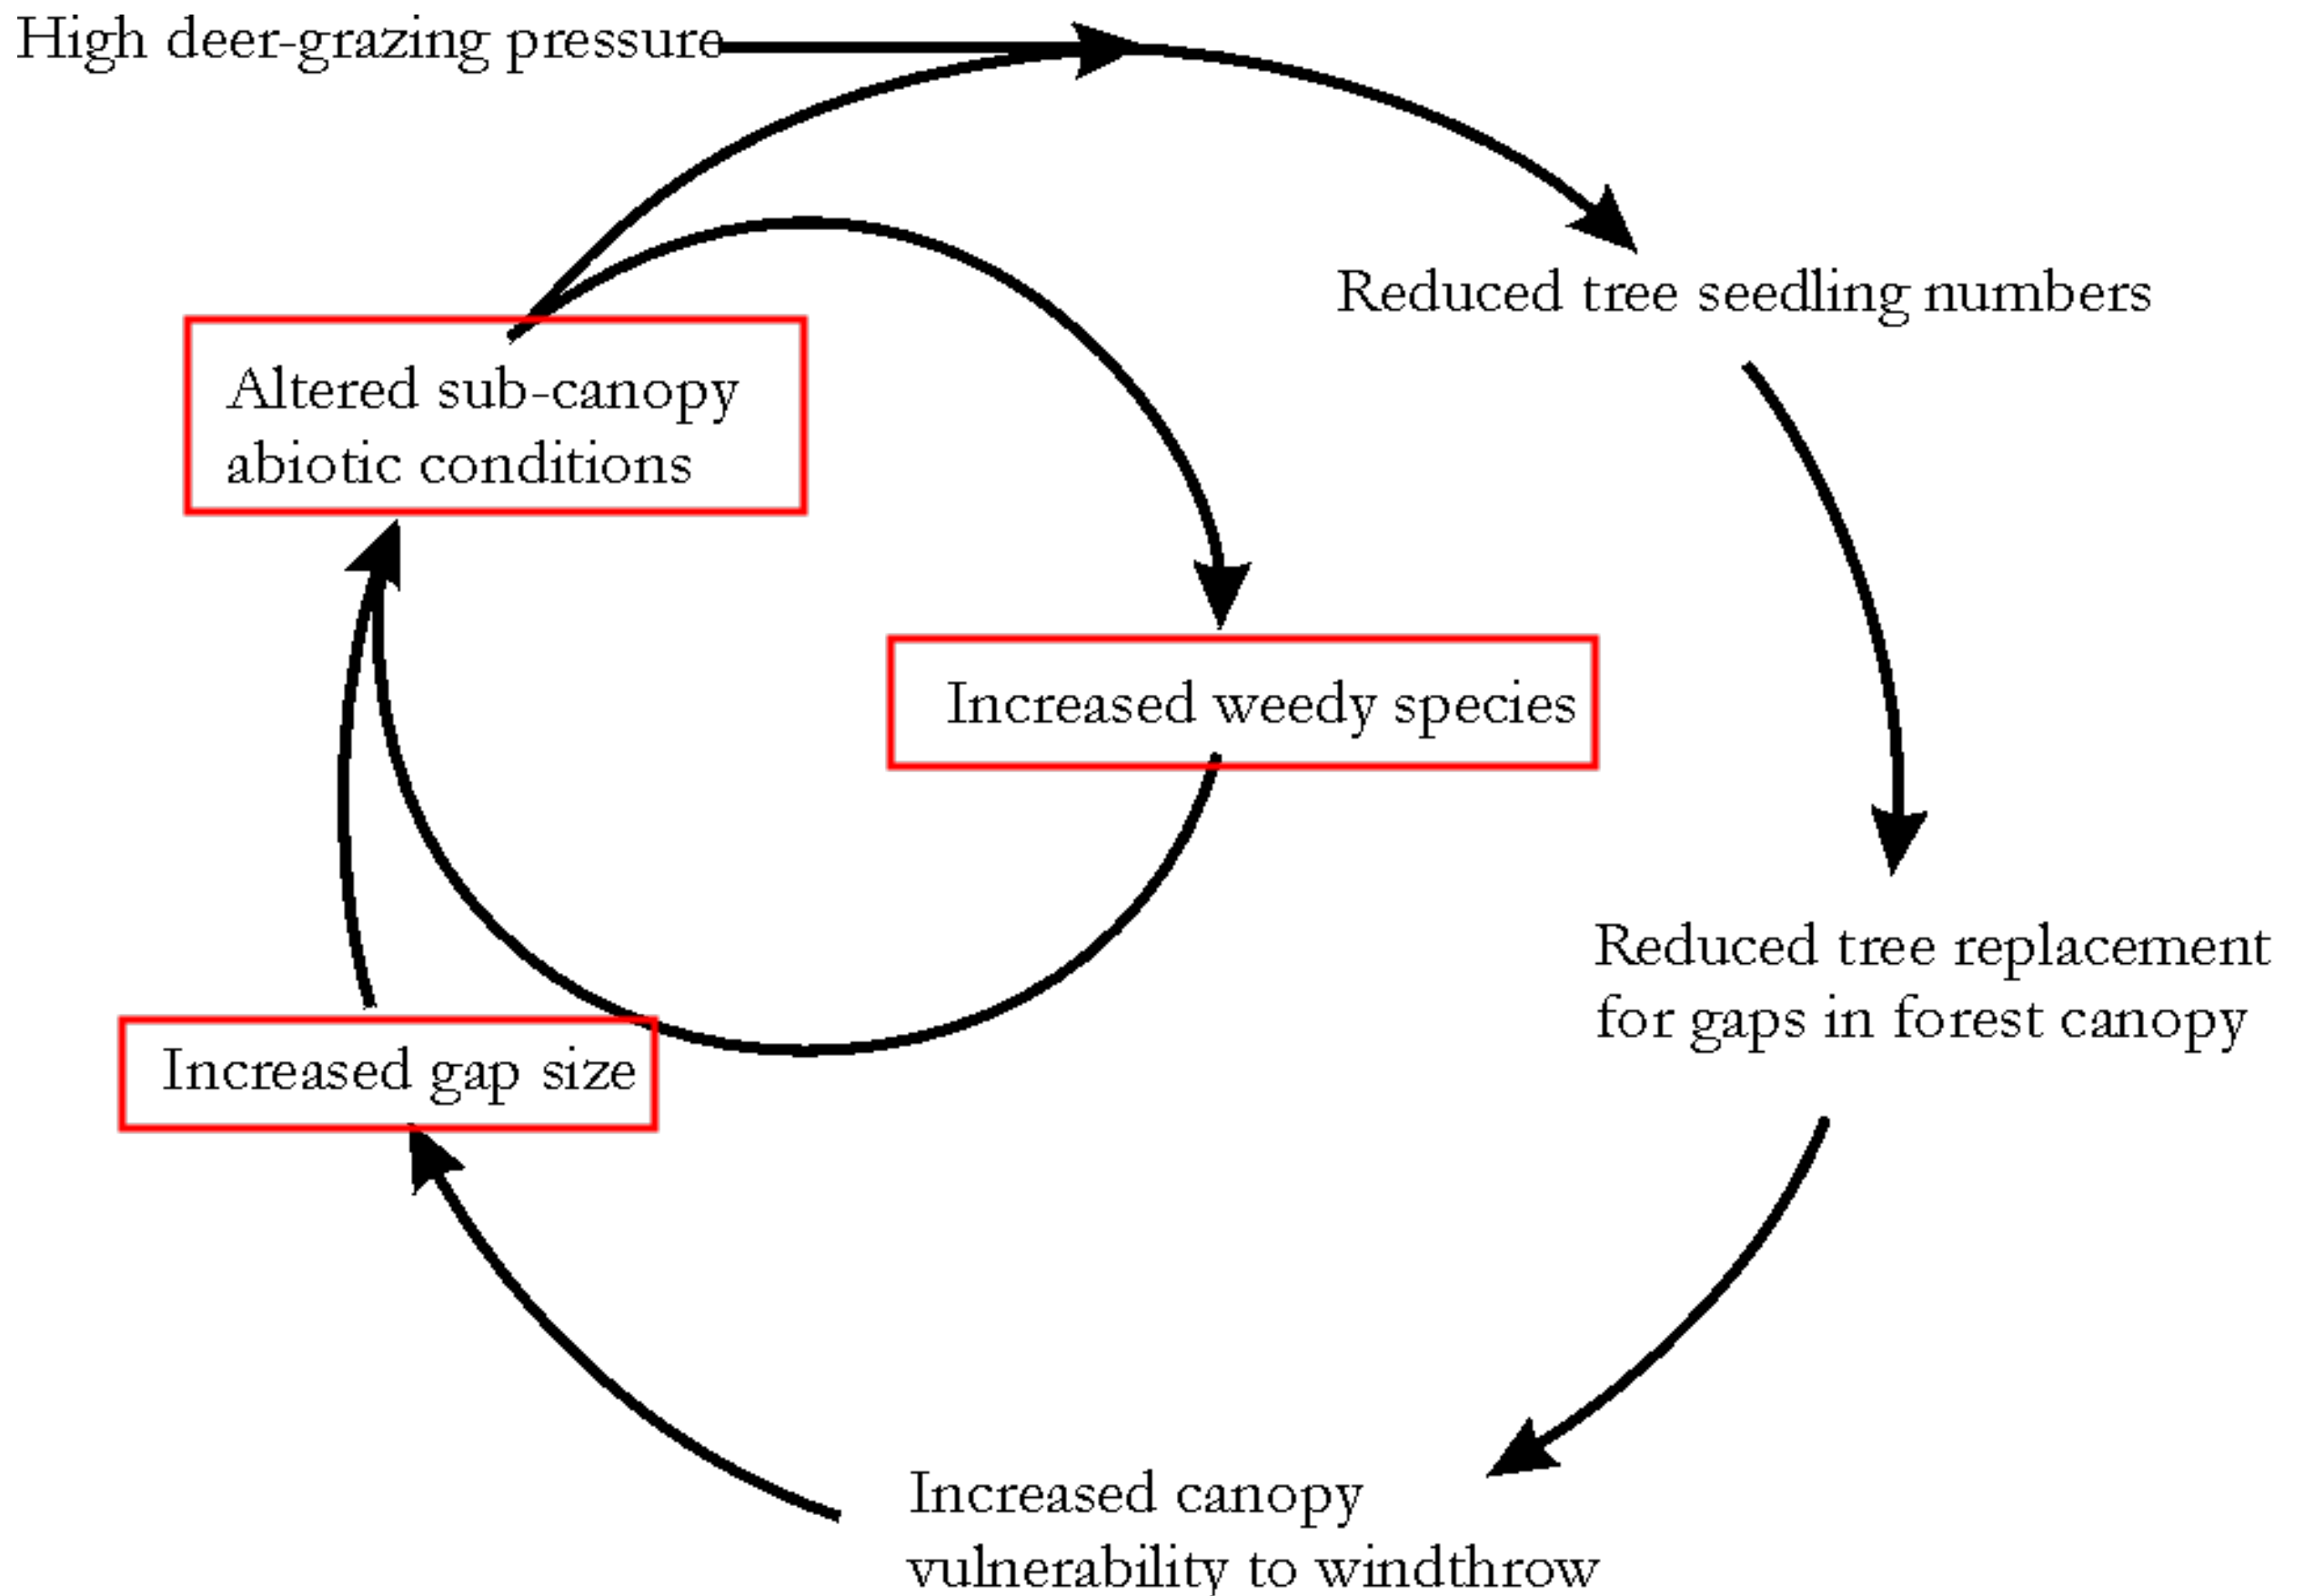 High deer-grazing pressure
Reduced tree seedling numbers
Altered sub-canopy
abiotic conditions
Increased weedy species
Reduced tree replacement
for gaps in forest canopy
Increased gap size
Increased canopy
vulnerability to windthrow